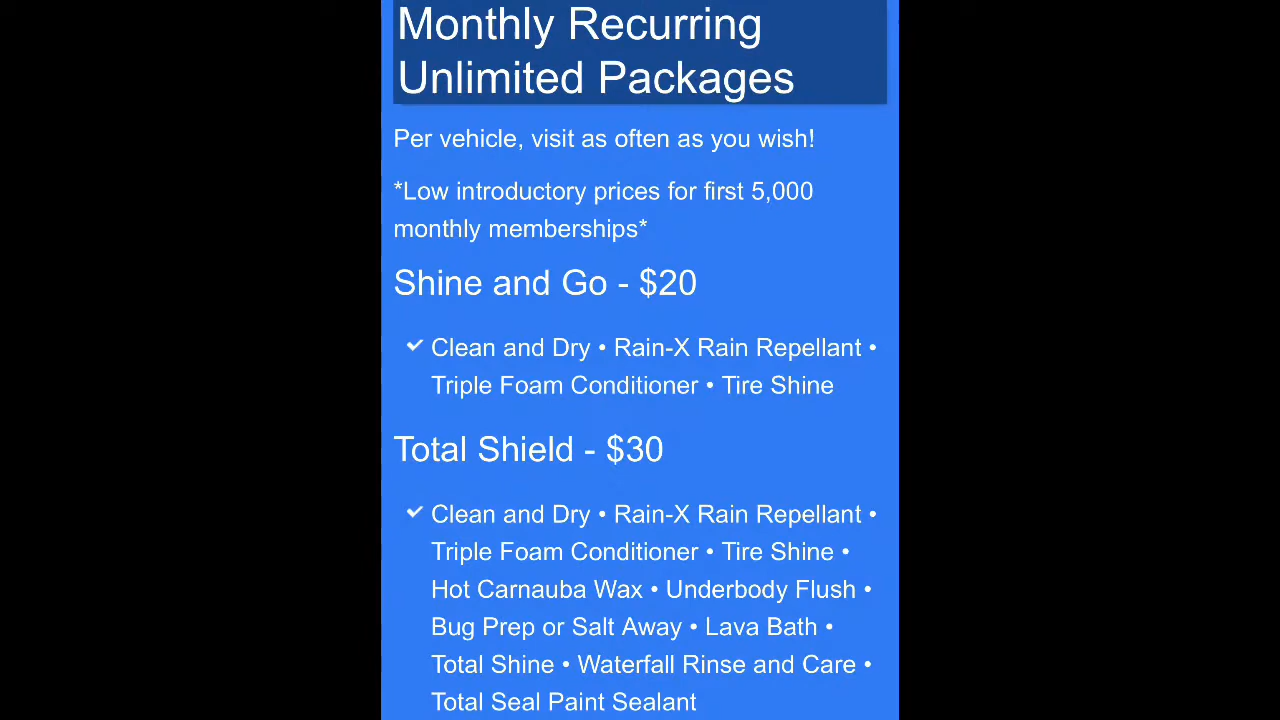 Monthly Recurring
Unlimited Packages
Per vehicle, visit as often as you wish!
*Low introductory prices for first 5,000
monthly memberships*
Shine and Go - $20
Clean and Dry • Rain-X Rain Repellant •
Triple Foam Conditioner • Tire Shine
Total Shield - $30
Clean and Dry • Rain-X Rain Repellant •
Triple Foam Conditioner • Tire Shine •
Hot Carnauba Wax • Underbody Flush •
Bug Prep or Salt Away • Lava Bath •
Total Shine • Waterfall Rinse and Care •
Total Seal Paint Sealant